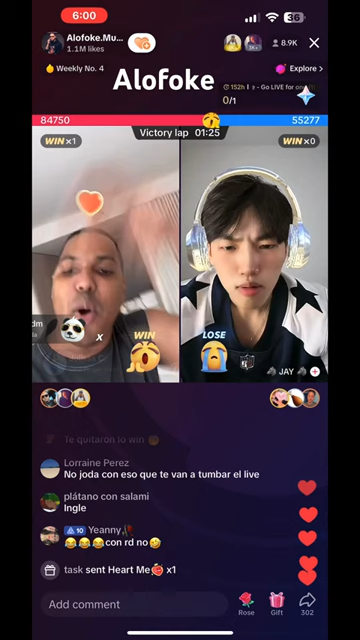 6:00
36
Alofoke.Mu...
1.1M likes
8.9K
Weekly No. 4
Explore >
Alofoke
152h
- Go LIVE for one
0/1
84750
55277
Victory lap 01:25
WIN x1
WIN x0
dm
x
WIN
LOSE
NFL
JAY
Te quitaron lo win
Lorraine Perez
No joda con eso que te van a tumbar el live
plátano con salami
Ingle
10 Yeanny
😂😂😂con rd no🤣
task sent Heart Me x1
Add comment
Rose
Gift
302